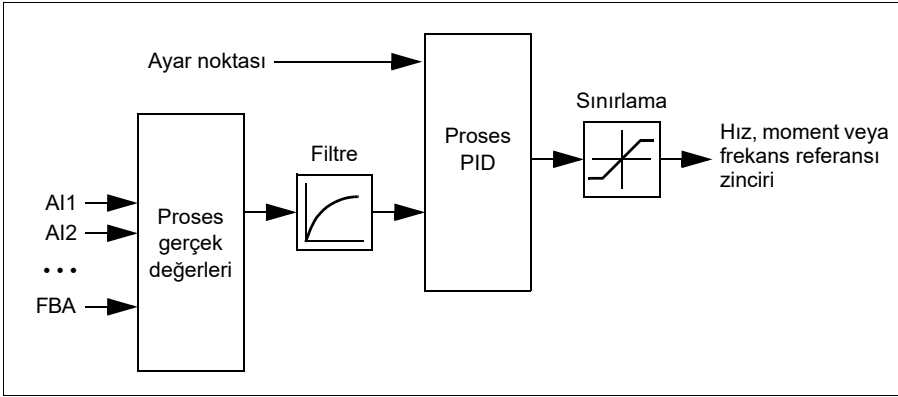 Ayar noktası
Sınırlama
Proses
PID
Hız, moment veya
frekans referansı
zinciri
Filtre
AI1
AI2
• • •
FBA
Proses
gerçek
değerleri